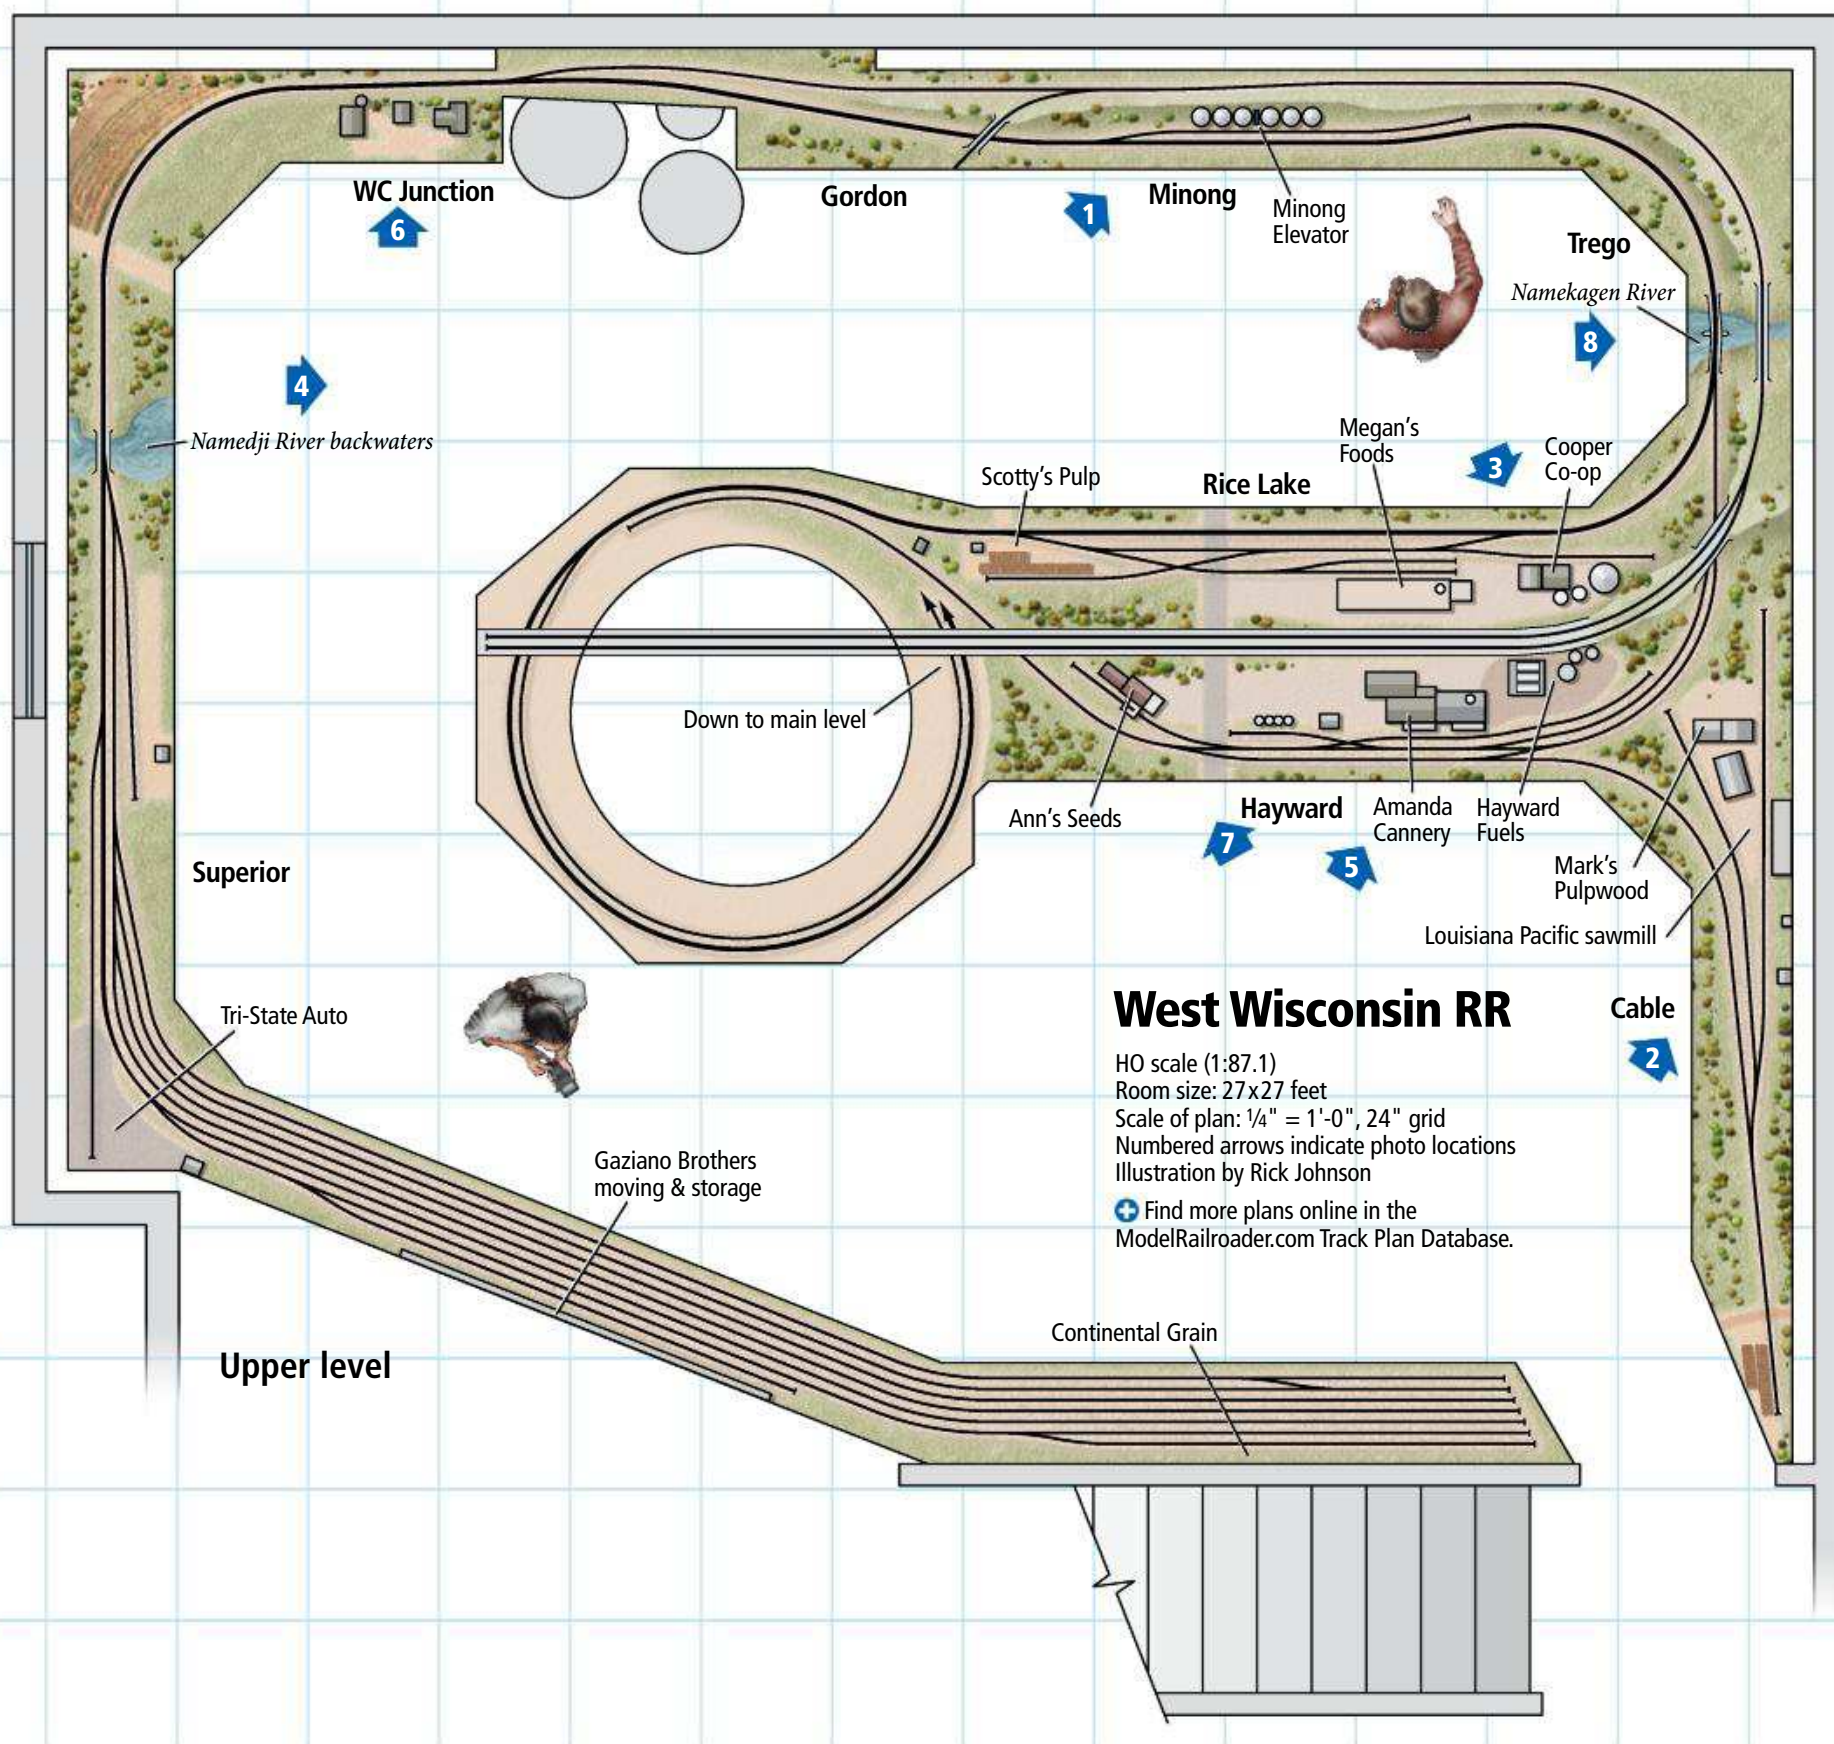 WC Junction
6
Gordon
1
Minong
Minong
Elevator
Trego
Namekagen River
8
4
Namedji River backwaters
Megan's
Foods
3
Cooper
Co-op
Scotty's Pulp
Rice Lake
Down to main level
Ann's Seeds
Hayward
7
5
Amanda
Cannery
Hayward
Fuels
Mark's
Pulpwood
Louisiana Pacific sawmill
Superior
Tri-State Auto
West Wisconsin RR
HO scale (1:87.1)
Room size: 27x27 feet
Scale of plan: 1/4" = 1'-0", 24" grid
Numbered arrows indicate photo locations
Illustration by Rick Johnson
Find more plans online in the
ModelRailroader.com Track Plan Database.
Cable
2
Gaziano Brothers
moving & storage
Continental Grain
Upper level